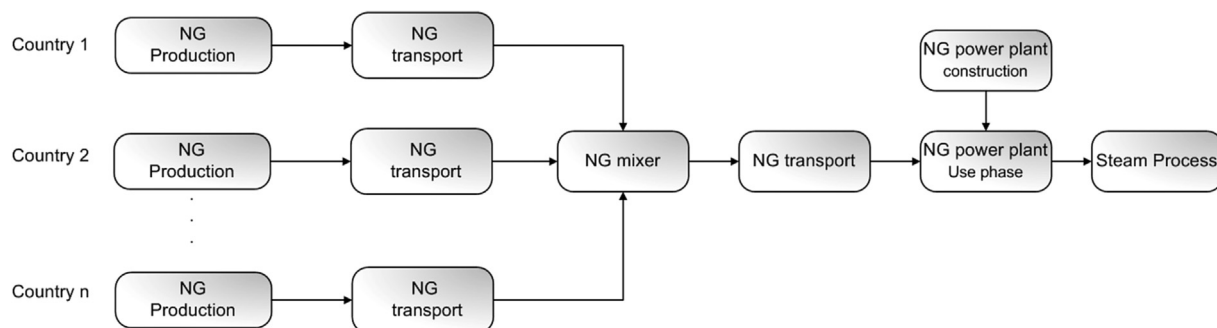 Country 1
NG
Production
NG
transport
NG power plant
construction
Country 2
NG
Production
NG
transport
NG mixer
NG transport
NG power plant
Use phase
Steam Process
Country n
NG
Production
NG
transport